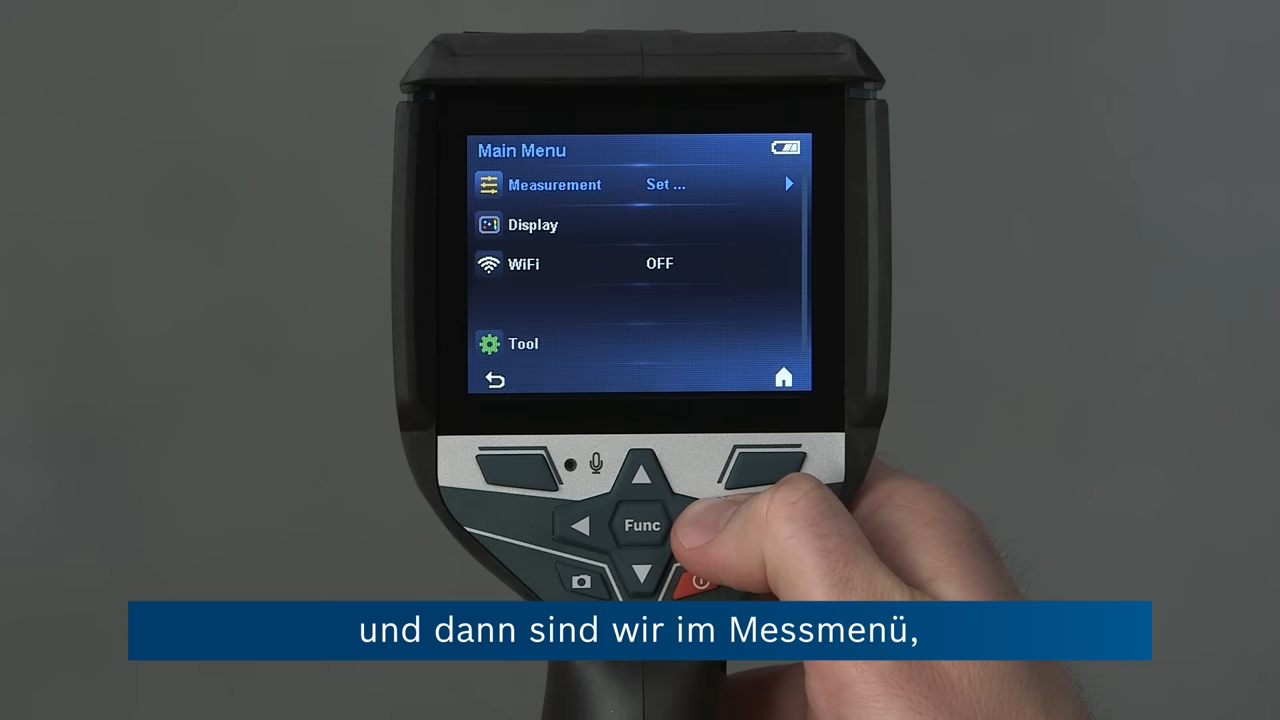 Main Menu
Measurement Set ...
Display
WiFi OFF
Tool
Func
und dann sind wir im Messmenü,